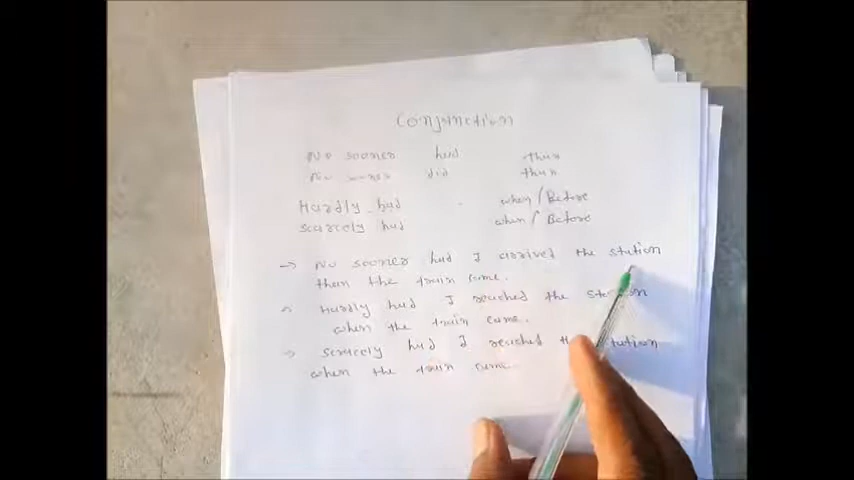 Conjunction
No sooner had than
No sooner did than
Hardly had - when/Before
scarcely had when/Before
→ No sooner had I arrived the station
than the train came.
→ Hardly had I reached the station
when the train came.
→ scarcely had I reached the station
when the train came.